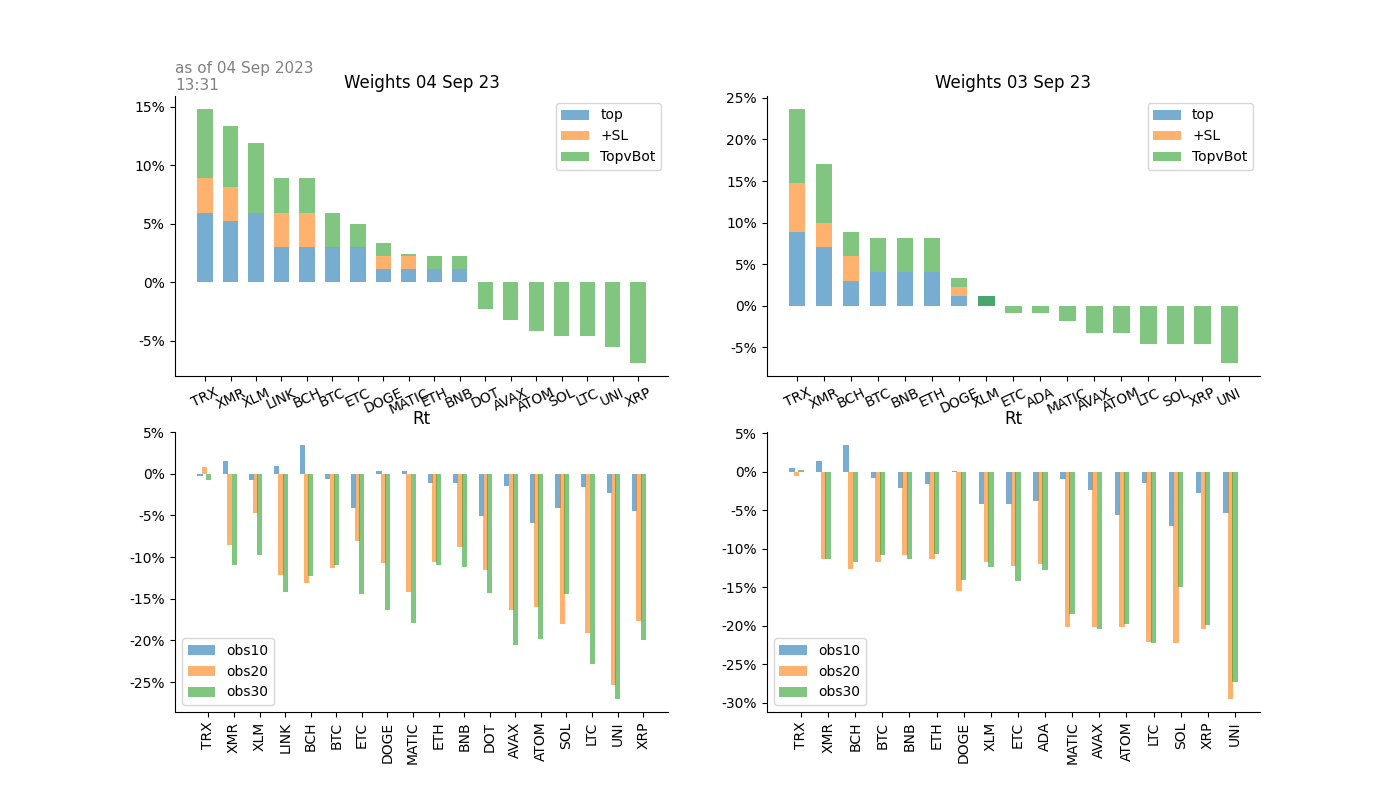 as of 04 Sep 2023
13:31
Weights 04 Sep 23
15%
10%
5%
0%
-5%
top
+SL
TopvBot
TRX XMR XLM LINK BCH BTC ETC DOGE MATIC ETH BNB DOT AVAX ATOM SOL LTC UNI XRP
Weights 03 Sep 23
25%
20%
15%
10%
5%
0%
-5%
top
+SL
TopvBot
TRX XMR BCH BTC BNB ETH DOGE XLM ETC ADA MATIC AVAX ATOM LTC SOL XRP UNI
Rt
5%
0%
-5%
-10%
-15%
-20%
-25%
obs10
obs20
obs30
TRX XMR XLM LINK BCH BTC ETC DOGE MATIC ETH BNB DOT AVAX ATOM SOL LTC UNI XRP
Rt
5%
0%
-5%
-10%
-15%
-20%
-25%
-30%
obs10
obs20
obs30
TRX XMR BCH BTC BNB ETH DOGE XLM ETC ADA MATIC AVAX ATOM LTC SOL XRP UNI